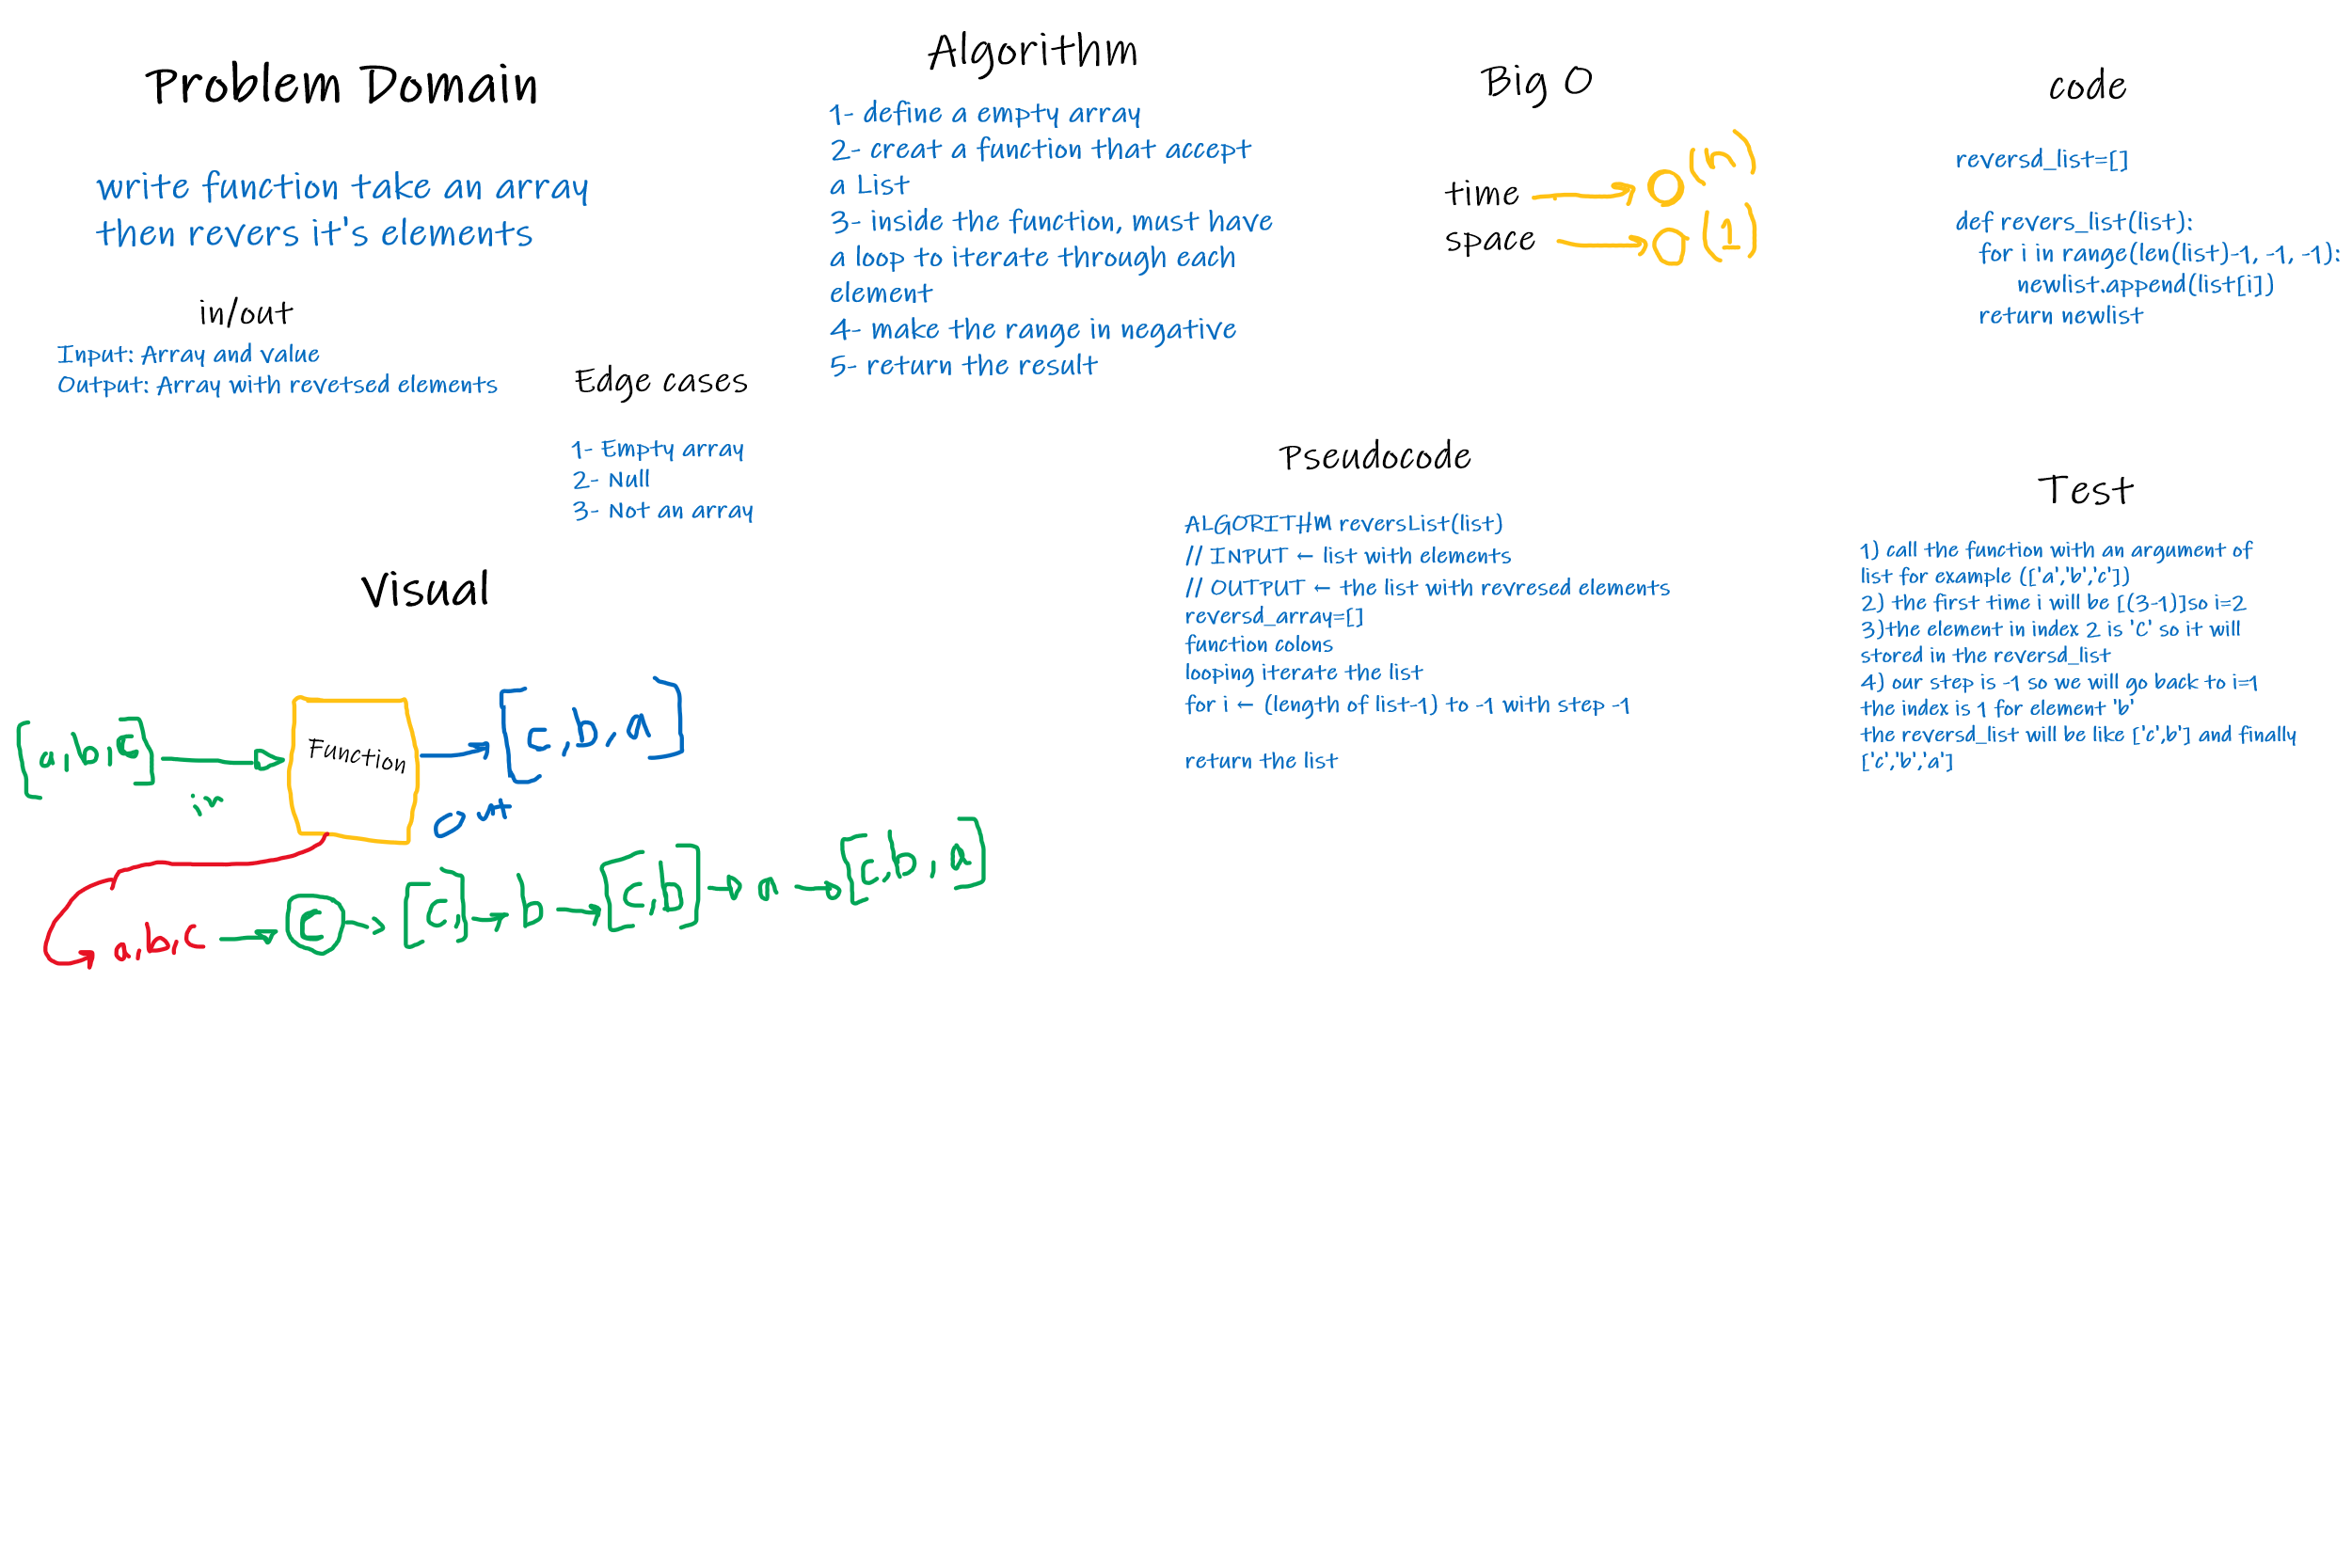 Problem Domain
write function take an array
then revers it's elements
in/out
Input: Array and value
Output: Array with revetsed elements
Edge cases
1- Empty array
2- Null
3- Not an array
Visual
[a,b,c]
in
Function
[c,b,a]
out
a,b,c
c
[c,]
b
[c,b]
a
[c,b,a]
Algorithm
1- define a empty array
2- creat a function that accept
a List
3- inside the function, must have
a loop to iterate through each
element
4- make the range in negative
5- return the result
Big O
time O(n)
space O(1)
Pseudocode
ALGORITHM reversList(list)
// INPUT ← list with elements
// OUTPUT ← the list with revresed elements
reversd_array=[]
function colons
looping iterate the list
for i ← (length of list-1) to -1 with step -1
return the list
code
reversd_list=[]
def revers_list(list):
for i in range(len(list)-1, -1, -1):
newlist.append(list[i])
return newlist
Test
1) call the function with an argument of
list for example (['a','b','c'])
2) the first time i will be [(3-1)]so i=2
3)the element in index 2 is 'C' so it will
stored in the reversd_list
4) our step is -1 so we will go back to i=1
the index is 1 for element 'b'
the reversd_list will be like ['c',b'] and finally
['c','b','a']